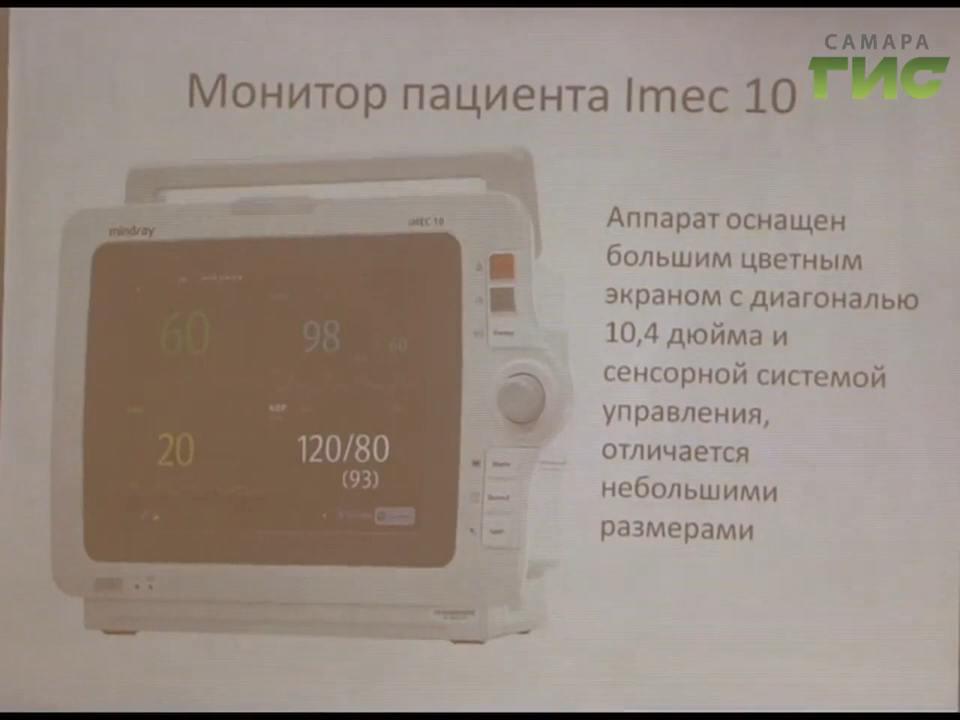 САМАРА
ГИС
Монитор пациента Imec 10
mindray
iMEC 10
60
98
60
20
120/80
(93)
Аппарат оснащен
большим цветным
экраном с диагональю
10,4 дюйма и
сенсорной системой
управления,
отличается
небольшими
размерами